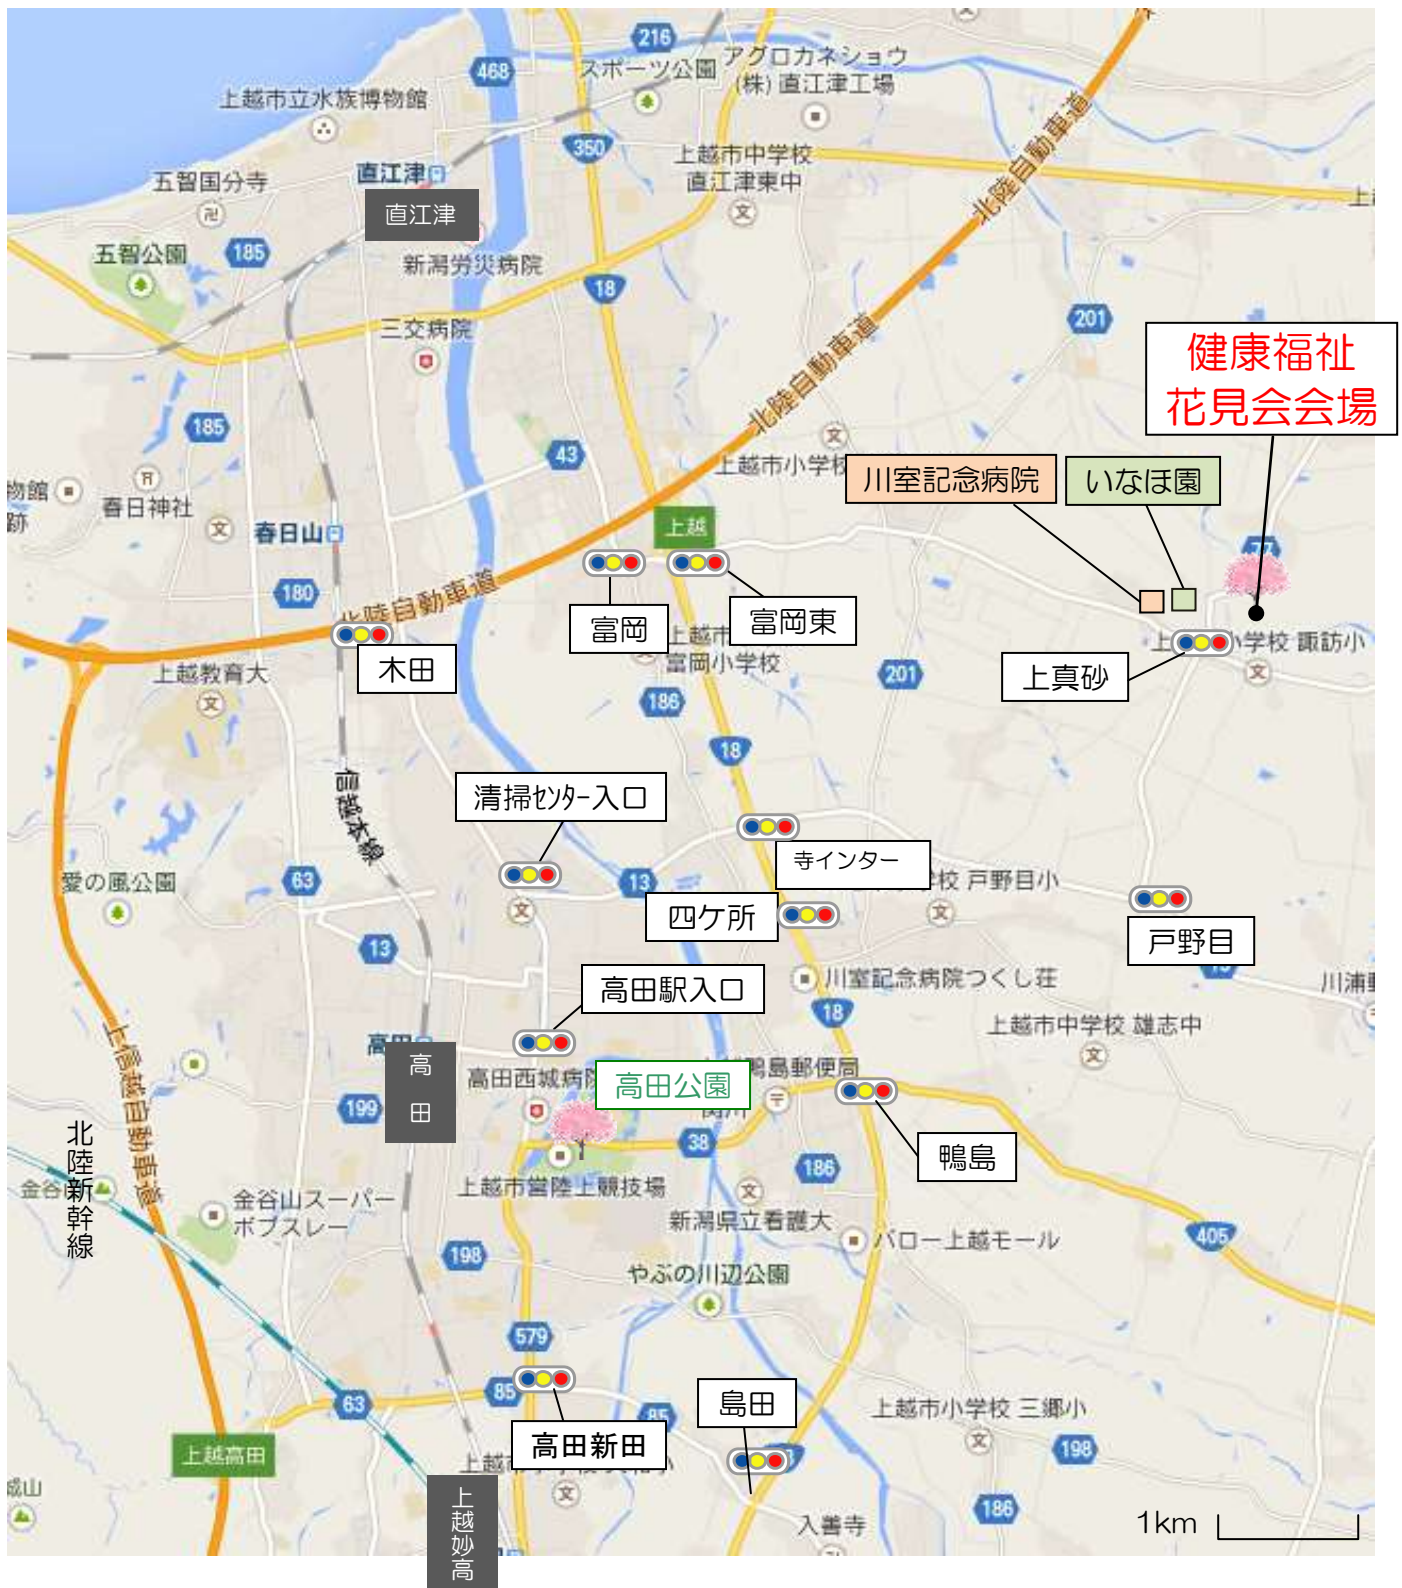 216
468
スポーツ公園
アグロカネショウ
(株) 直江津工場
上越市立水族博物館
350
上越市中学校
直江津東中
直江津
五智国分寺
直江津
北陸自動車道
五智公園
185
新潟労災病院
18
三交病院
201
北陸自動車道
健康福祉
花見会会場
185
43
上越市小学校
川室記念病院
いなほ園
物館
跡
春日神社
春日山
上越
77
180
北陸自動車道
富岡
富岡東
木田
富岡小学校
小学校 諏訪小
上真砂
上越教育大
201
186
18
信越本線
清掃センター入口
寺インター
愛の風公園
63
13
校 戸野目小
四ケ所
戸野目
13
川室記念病院つくし荘
高田駅入口
18
上越市中学校 雄志中
上信越自動車道
高田
高田
高田西城病院
高田公園
鴨島郵便局
199
38
鴨島
186
北陸新幹線
上越市営陸上競技場
金谷山スーパー
ボブスレー
新潟県立看護大
バロー上越モール
405
198
やぶの川辺公園
579
63
85
85
島田
上越市小学校 三郷小
198
上越高田
高田新田
上越妙高
186
入善寺
1km